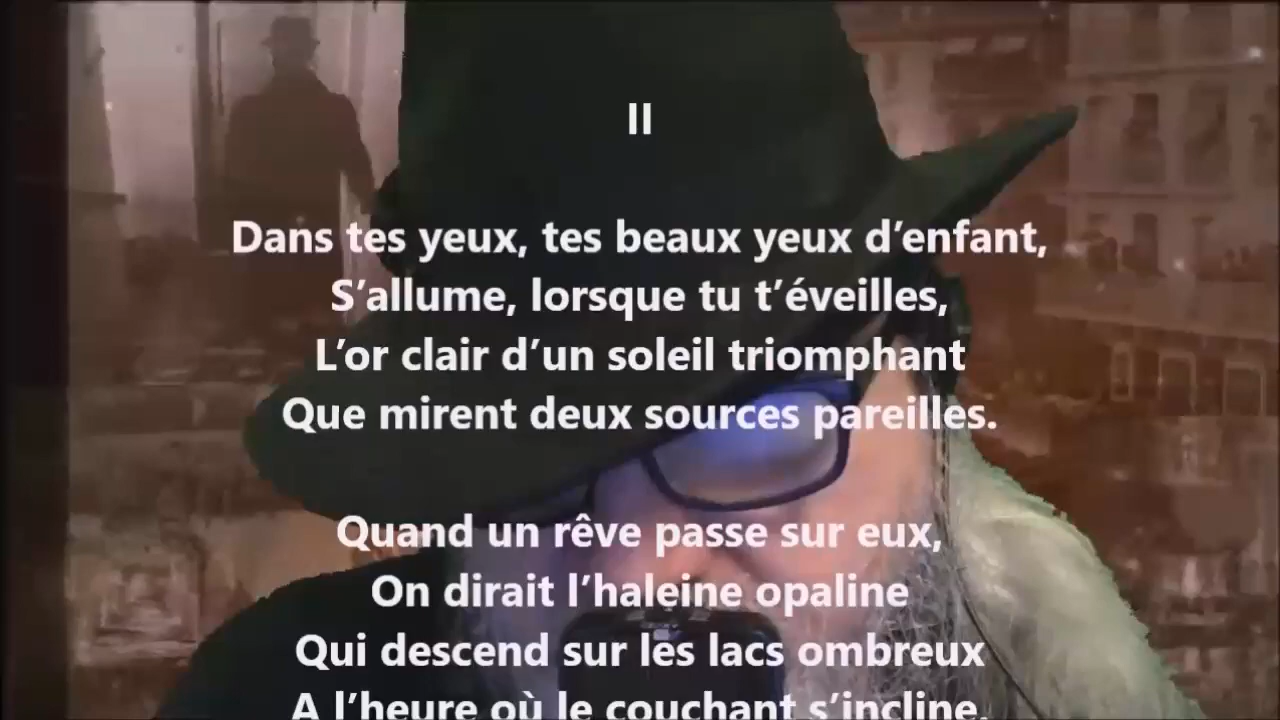 II
Dans tes yeux, tes beaux yeux d’enfant,
S’allume, lorsque tu t’éveilles,
L’or clair d’un soleil triomphant
Que mirent deux sources pareilles.
Quand un rêve passe sur eux,
On dirait l’haleine opaline
Qui descend sur les lacs ombreux
A l’heure où le couchant s’incline.